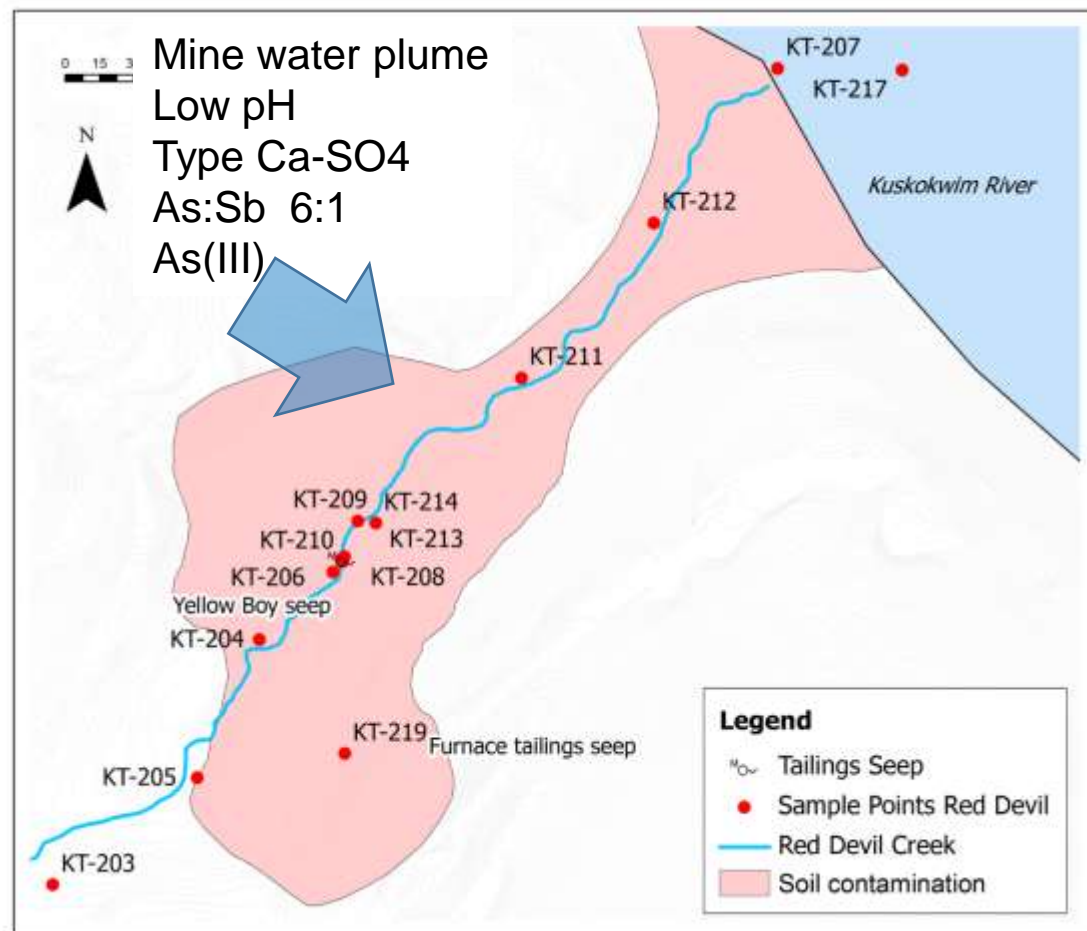 Mine water plume
Low pH
Type Ca-SO4
As:Sb 6:1
As(III)
0 15 3
N
KT-207
KT-217
Kuskokwim River
KT-212
KT-211
KT-209 KT-214
KT-210 KT-213
KT-206 KT-208
Yellow Boy seep
KT-204
KT-219
Furnace tailings seep
KT-205
KT-203
Legend
Tailings Seep
Sample Points Red Devil
Red Devil Creek
Soil contamination